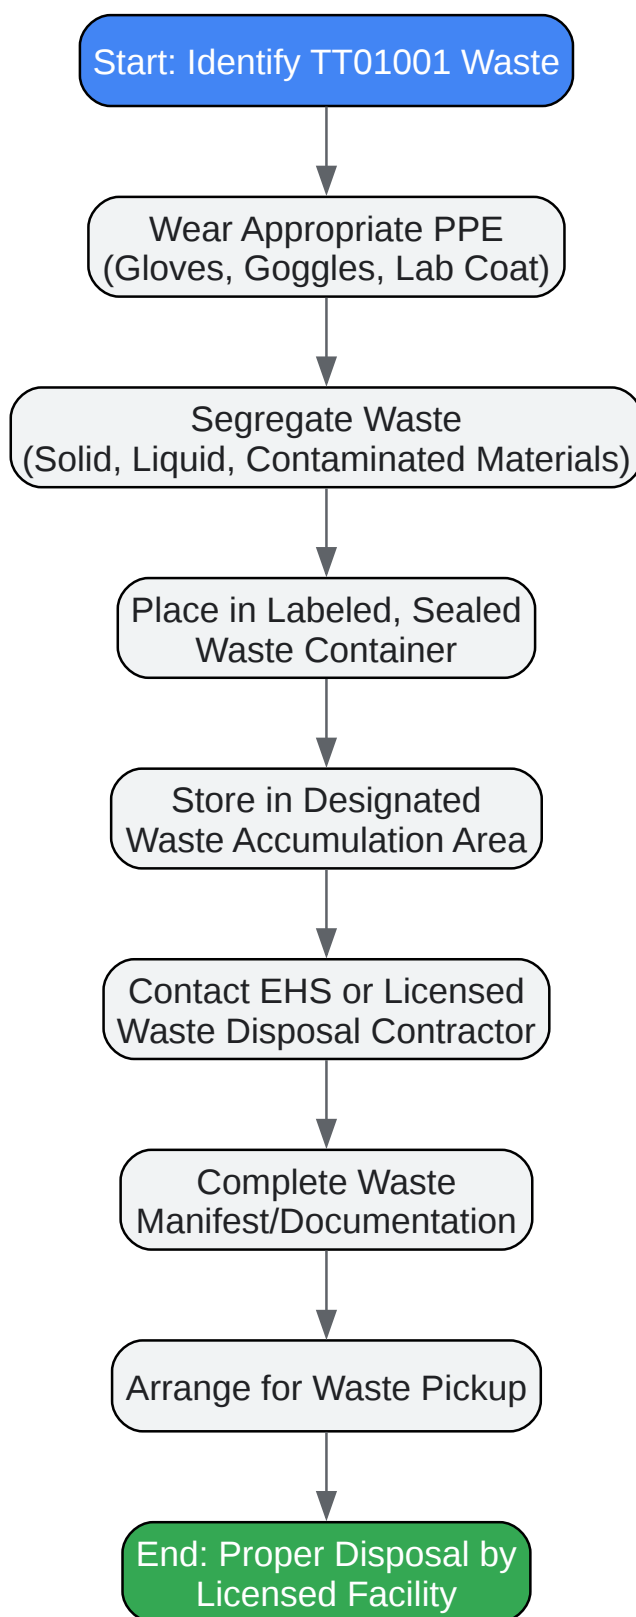 Start: Identify TT01001 Waste
Wear Appropriate PPE
(Gloves, Goggles, Lab Coat)
Segregate Waste
(Solid, Liquid, Contaminated Materials)
Place in Labeled, Sealed
Waste Container
Store in Designated
Waste Accumulation Area
Contact EHS or Licensed
Waste Disposal Contractor
Complete Waste
Manifest/Documentation
Arrange for Waste Pickup
End: Proper Disposal by
Licensed Facility